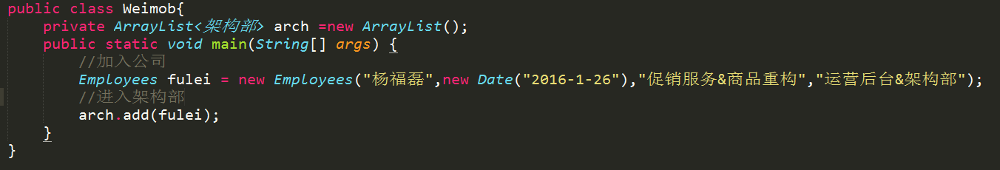 public class Weimob{
private ArrayList<架构部> arch =new ArrayList();
public static void main(String[] args) {
//加入公司
Employees fulei = new Employees("杨福磊",new Date("2016-1-26"),"促销服务&商品重构","运营后台&架构部");
//进入架构部
arch.add(fulei);
}
}